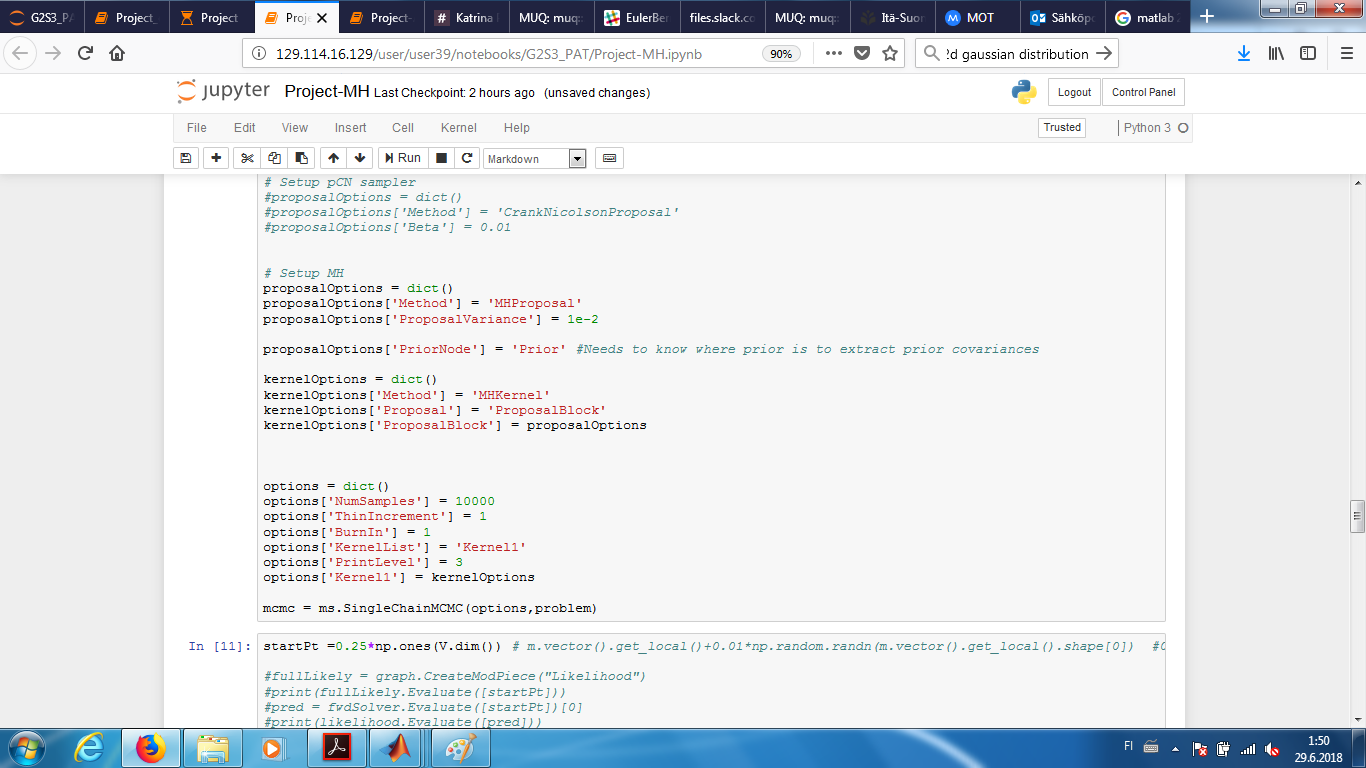 G2S3_PA Project_ Project Proje Project- Katrina MUQ: muq: EulerBer files.slack.co MUQ: muq: Itä-Suor MOT Sähköpo matlab 2
129.114.16.129/user/user39/notebooks/G2S3_PAT/Project-MH.ipynb 90% 2d gaussian distribution
jupyter Project-MH Last Checkpoint: 2 hours ago (unsaved changes) Logout Control Panel
File Edit View Insert Cell Kernel Help Trusted Python 3
Run Markdown
# Setup pCN sampler
#proposalOptions = dict()
#proposalOptions['Method'] = 'CrankNicolsonProposal'
#proposalOptions['Beta'] = 0.01
# Setup MH
proposalOptions = dict()
proposalOptions['Method'] = 'MHProposal'
proposalOptions['ProposalVariance'] = 1e-2
proposalOptions['PriorNode'] = 'Prior' #Needs to know where prior is to extract prior covariances
kernelOptions = dict()
kernelOptions['Method'] = 'MHKernel'
kernelOptions['Proposal'] = 'ProposalBlock'
kernelOptions['ProposalBlock'] = proposalOptions
options = dict()
options['NumSamples'] = 10000
options['ThinIncrement'] = 1
options['BurnIn'] = 1
options['KernelList'] = 'Kernel1'
options['PrintLevel'] = 3
options['Kernel1'] = kernelOptions
mcmc = ms.SingleChainMCMC(options,problem)
In [11]: startPt =0.25*np.ones(V.dim()) # m.vector().get_local()+0.01*np.random.randn(m.vector().get_local().shape[0]) #0
#fullLikely = graph.CreateModPiece("Likelihood")
#print(fullLikely.Evaluate([startPt]))
#pred = fwdSolver.Evaluate([startPt])[0]
#print(likelihood.Evaluate([pred]))
FI 1:50
29.6.2018